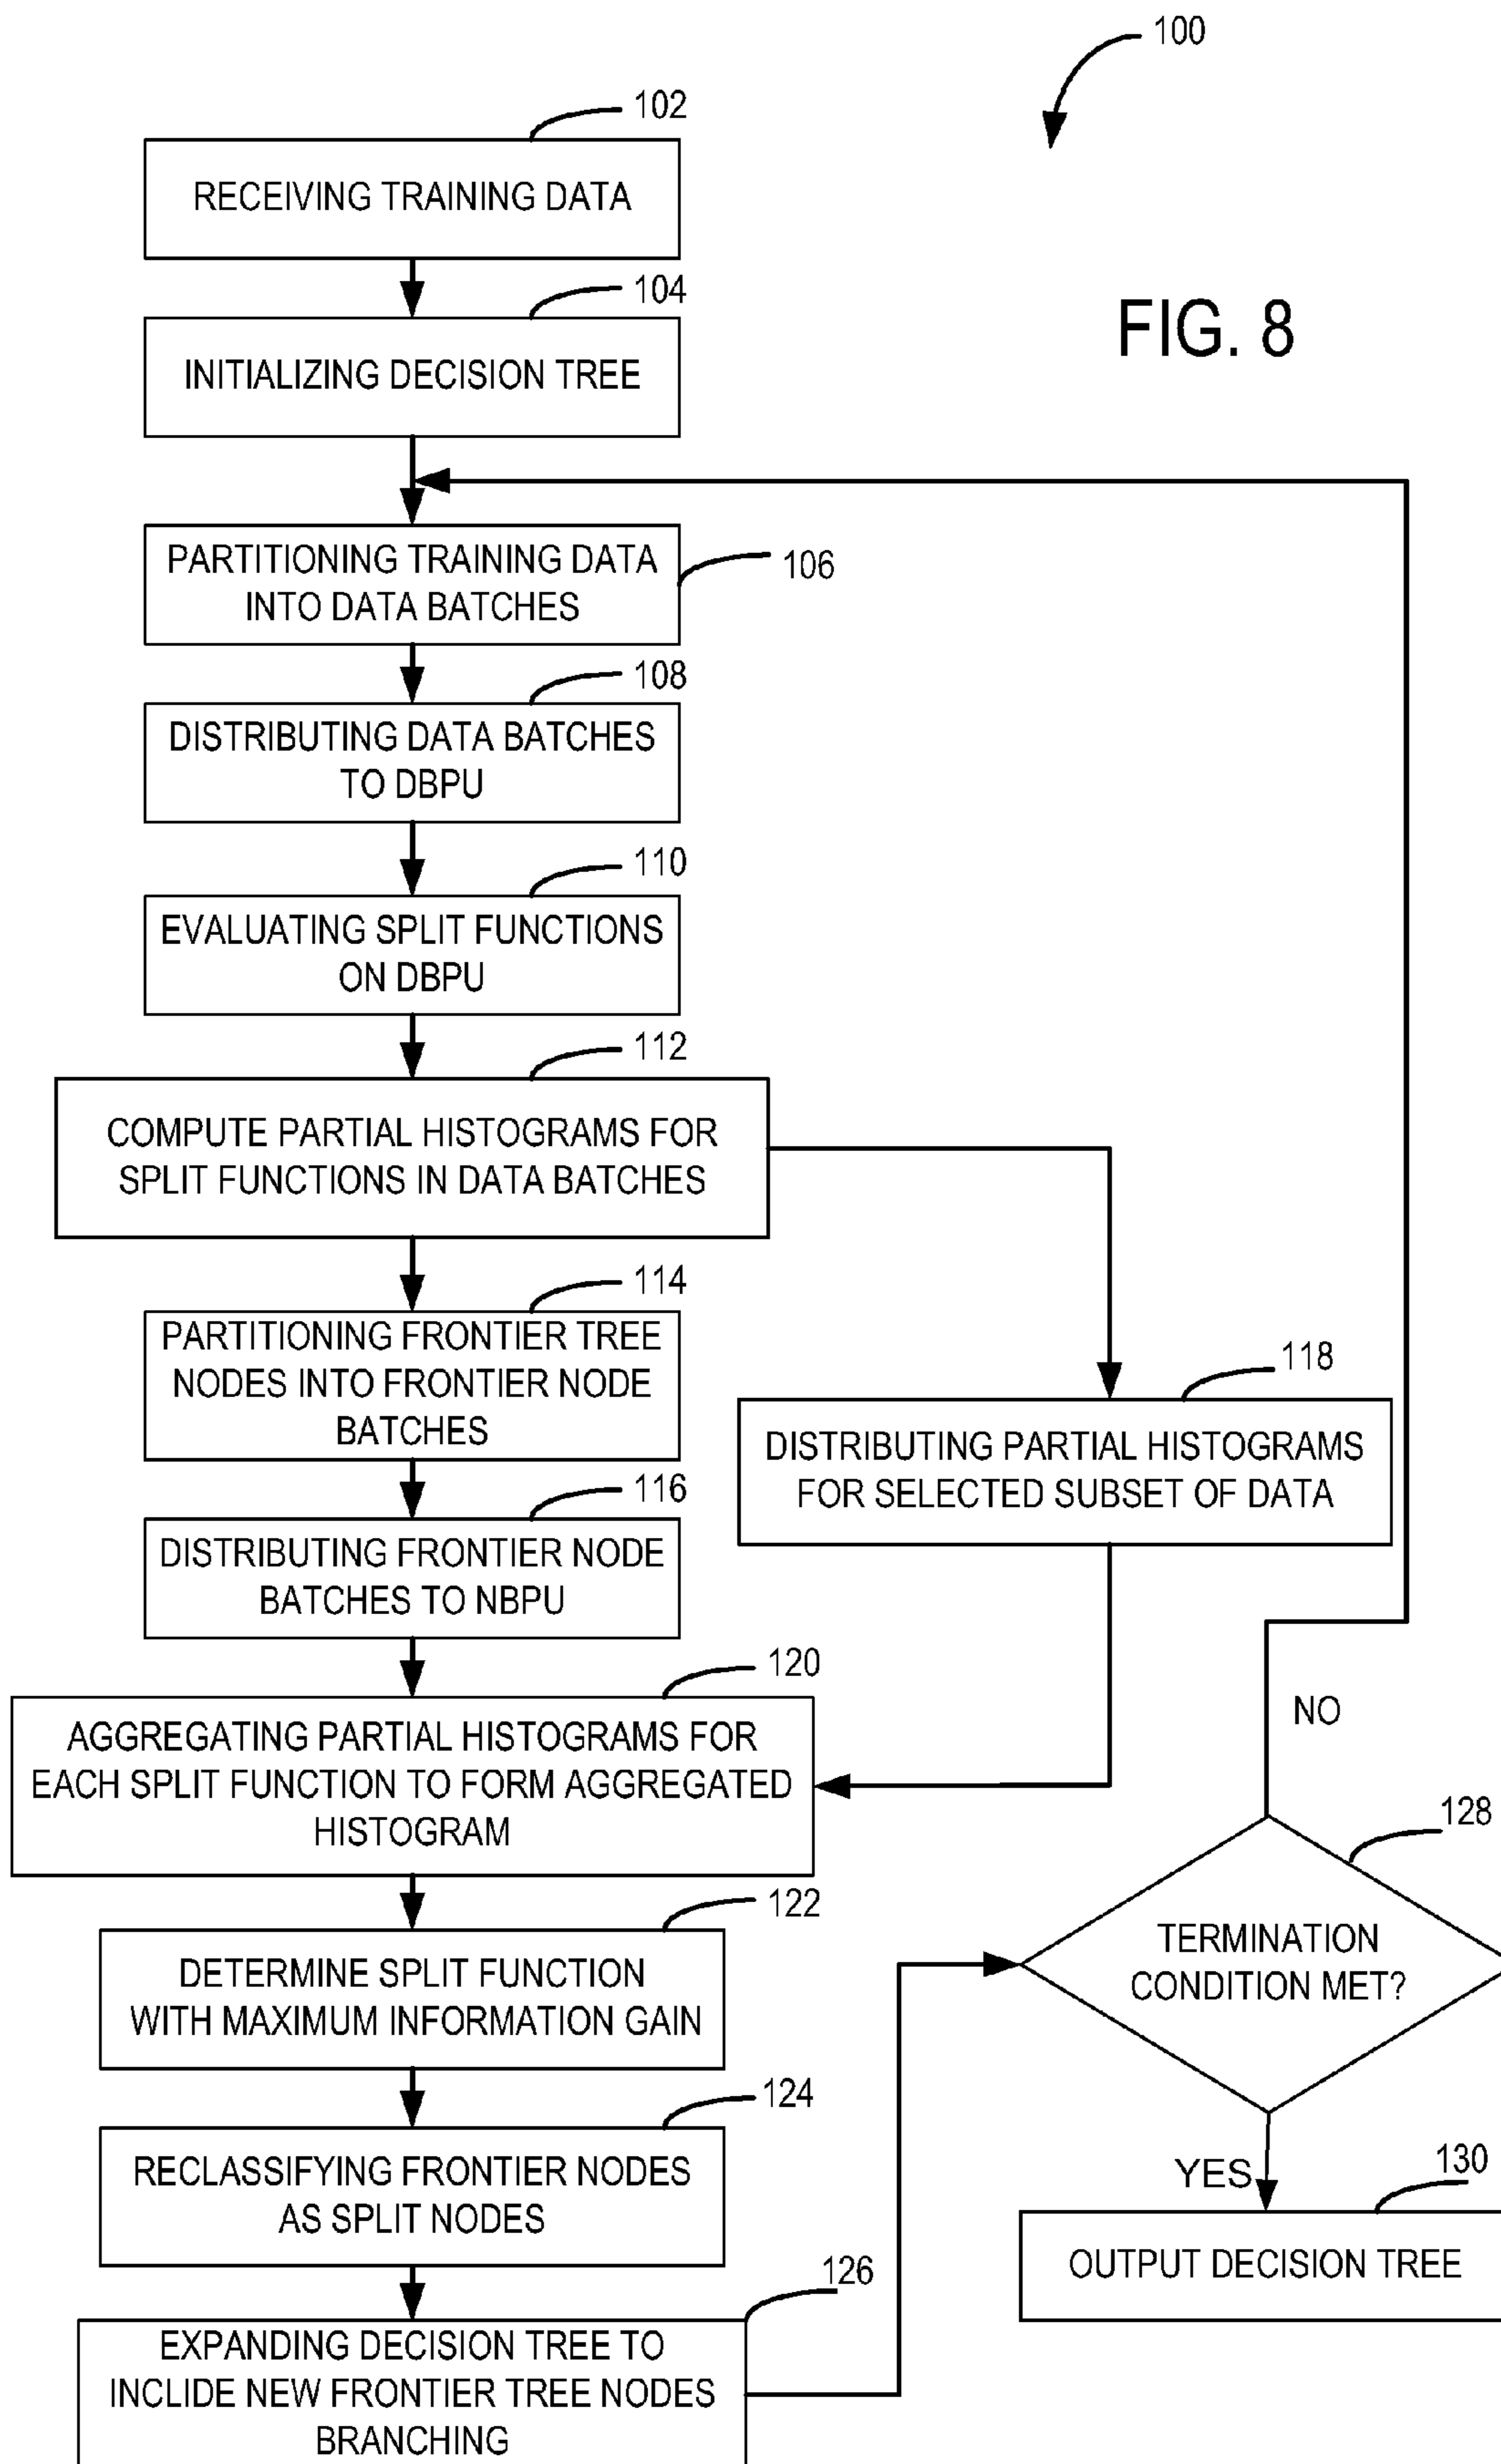 100
102
RECEIVING TRAINING DATA
104
INITIALIZING DECISION TREE
FIG. 8
PARTITIONING TRAINING DATA
INTO DATA BATCHES
106
108
DISTRIBUTING DATA BATCHES
TO DBPU
110
EVALUATING SPLIT FUNCTIONS
ON DBPU
112
COMPUTE PARTIAL HISTOGRAMS FOR
SPLIT FUNCTIONS IN DATA BATCHES
114
PARTITIONING FRONTIER TREE
NODES INTO FRONTIER NODE
BATCHES
118
DISTRIBUTING PARTIAL HISTOGRAMS
FOR SELECTED SUBSET OF DATA
116
DISTRIBUTING FRONTIER NODE
BATCHES TO NBPU
120
AGGREGATING PARTIAL HISTOGRAMS FOR
EACH SPLIT FUNCTION TO FORM AGGREGATED
HISTOGRAM
NO
128
TERMINATION
CONDITION MET?
122
DETERMINE SPLIT FUNCTION
WITH MAXIMUM INFORMATION GAIN
124
RECLASSIFYING FRONTIER NODES
AS SPLIT NODES
YES
130
OUTPUT DECISION TREE
126
EXPANDING DECISION TREE TO
INCLIDE NEW FRONTIER TREE NODES
BRANCHING